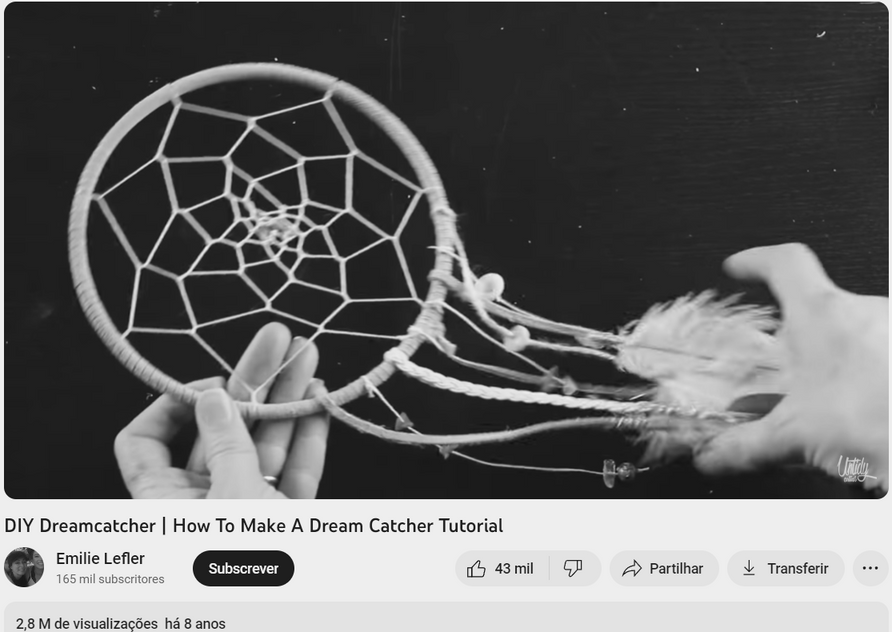 Untidy
DIY Dreamcatcher | How To Make A Dream Catcher Tutorial
Emilie Lefler
165 mil subscritores
Subscrever
43 mil
Partilhar
Transferir
2,8 M de visualizações há 8 anos